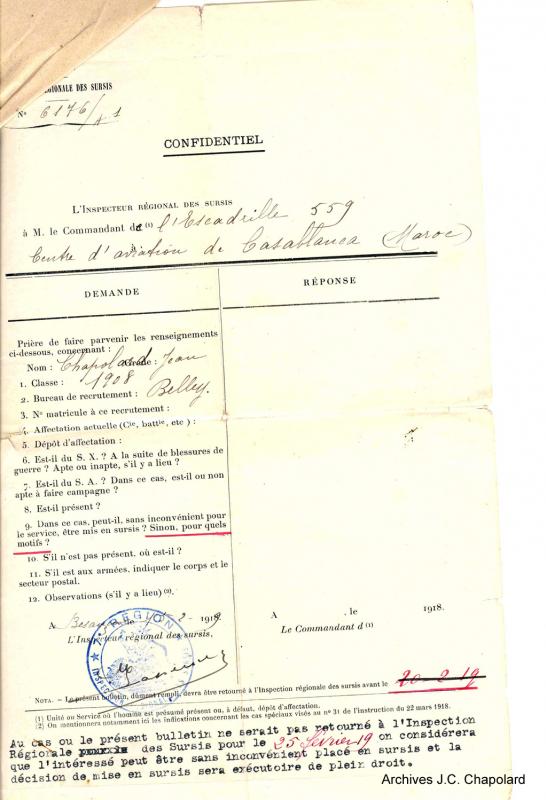 RÉGIONALE DES SURSIS
N° 6176/A1
CONFIDENTIEL
L'INSPECTEUR RÉGIONAL DES SURSIS
à M. le Commandant de (1) l'Escadrille 559
Centre d'aviation de Casablanca (Maroc)
DEMANDE
RÉPONSE
Prière de faire parvenir les renseignements
ci-dessous, concernant :
Nom : Chapolard Jean
1. Classe : 1908
2. Bureau de recrutement : Belley.
3. N° matricule à ce recrutement :
4. Affectation actuelle (Cie, battie, etc) :
5. Dépôt d'affectation :
6. Est-il du S. X. ? A la suite de blessures de
guerre ? Apte ou inapte, s'il y a lieu ?
7. Est-il du S. A. ? Dans ce cas, est-il ou non
apte à faire campagne ?
8. Est-il présent ?
9. Dans ce cas, peut-il, sans inconvénient pour
le service, être mis en sursis ? Sinon, pour quels
motifs ?
10. S'il n'est pas présent, où est-il ?
11. S'il est aux armées, indiquer le corps et le
secteur postal.
12. Observations (s'il y a lieu) (2).
A , le 2 - 1919
L'Inspecteur régional des sursis,
7e RÉGION
INSPECTION
A , le 1918.
Le Commandant d (1)
NOTA. — Le présent bulletin, dûment rempli, devra être retourné à l'Inspection régionale des sursis avant le 20-2-19
(1) Unité ou Service où l'homme est présumé présent ou, à défaut, dépôt d'affectation.
(2) On mentionnera notamment ici les indications concernant les cas spéciaux visés au n° 31 de l'instruction du 22 mars 1918.
Au cas ou le présent bulletin ne serait pas retourné à l'Inspection
Régionale des Sursis pour le 25 février 19 on considérera
que l'intéressé peut être sans inconvénient placé en sursis et la
décision de mise en sursis sera exécutoire de plein droit.
Archives J.C. Chapolard